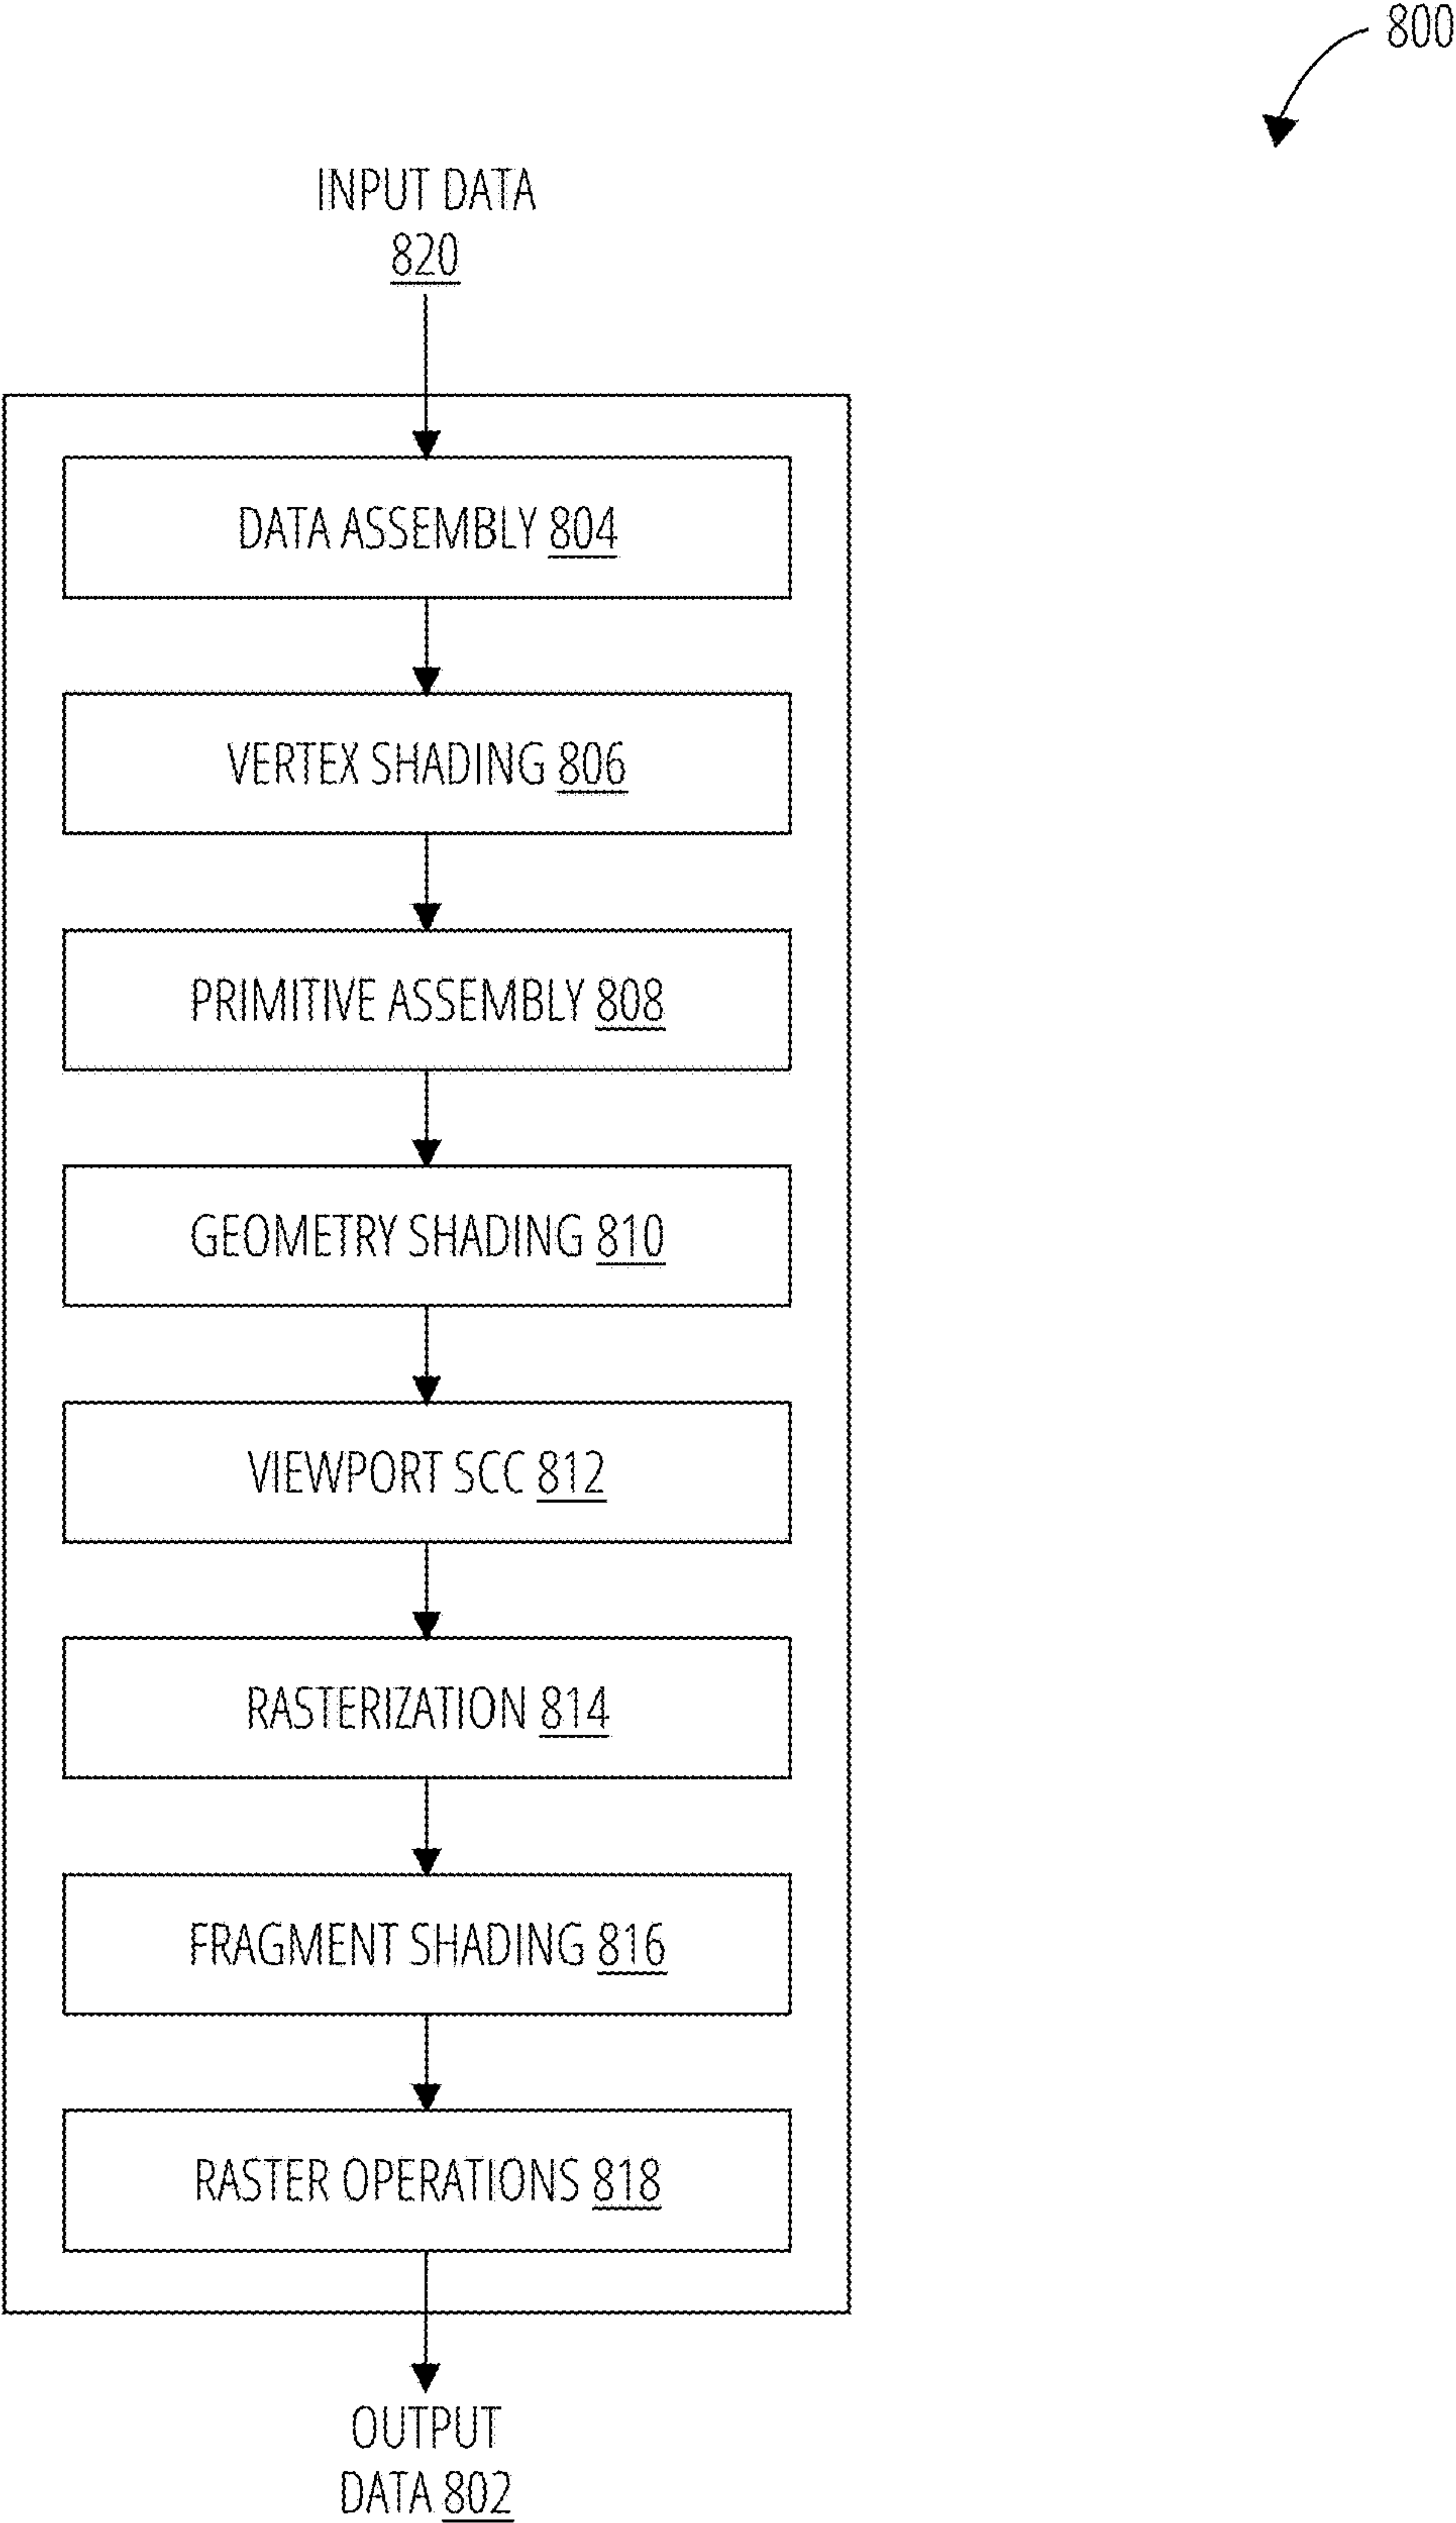 800
INPUT DATA
820
DATA ASSEMBLY 804
VERTEX SHADING 806
PRIMITIVE ASSEMBLY 808
GEOMETRY SHADING 810
VIEWPORT SCC 812
RASTERIZATION 814
FRAGMENT SHADING 816
RASTER OPERATIONS 818
OUTPUT
DATA 802